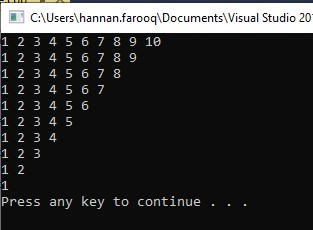 C:\Users\hannan.farooq\Documents\Visual Studio 20
1 2 3 4 5 6 7 8 9 10
1 2 3 4 5 6 7 8 9
1 2 3 4 5 6 7 8
1 2 3 4 5 6 7
1 2 3 4 5 6
1 2 3 4 5
1 2 3 4
1 2 3
1 2
1
Press any key to continue . . .